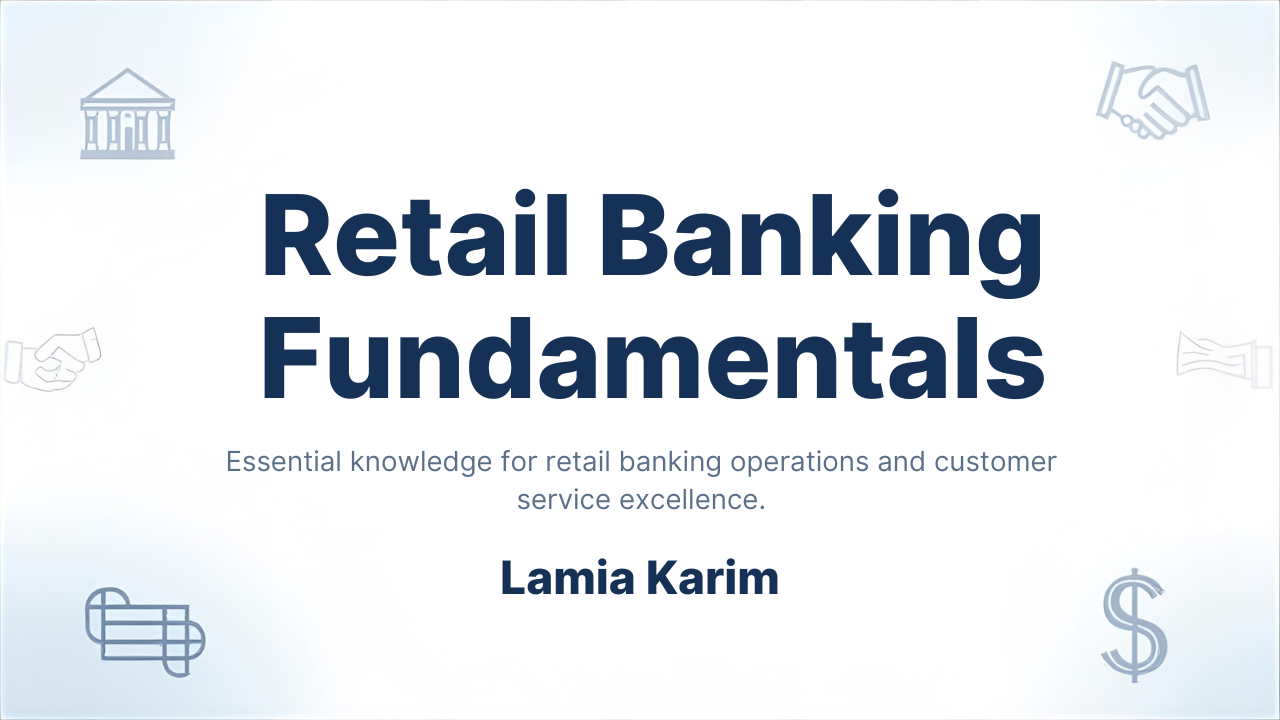 Retail Banking
Fundamentals
Essential knowledge for retail banking operations and customer
service excellence.
Lamia Karim
$